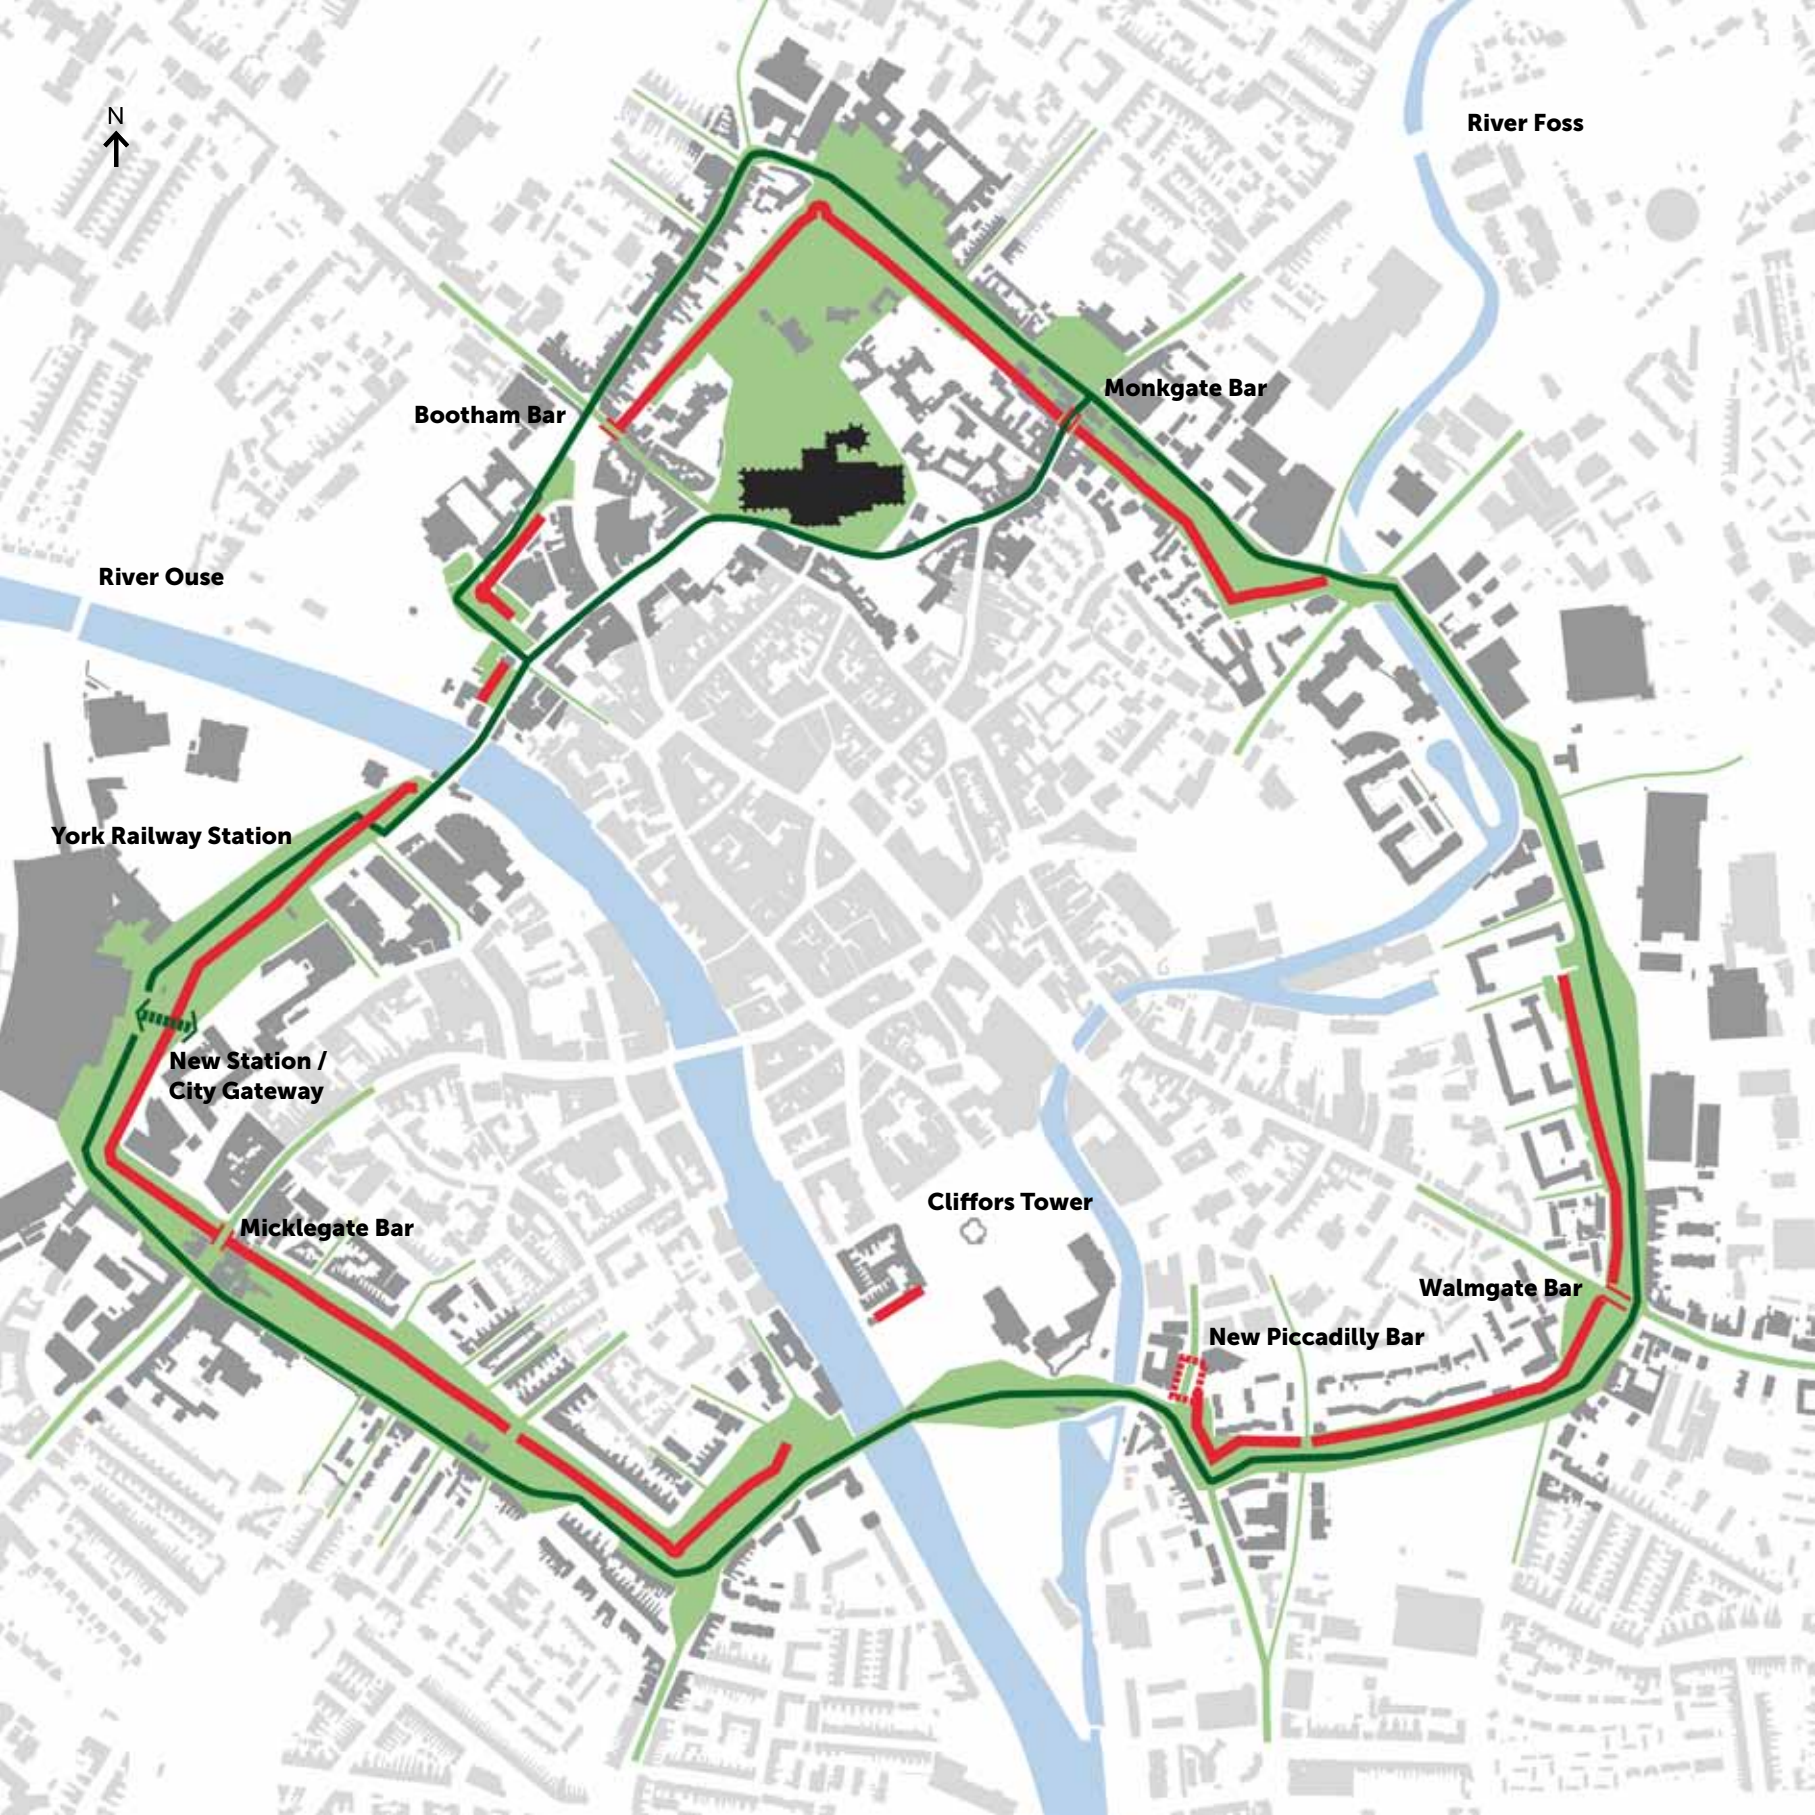 N
River Foss
Monkgate Bar
Bootham Bar
River Ouse
York Railway Station
New Station /
City Gateway
Cliffors Tower
Micklegate Bar
Walmgate Bar
New Piccadilly Bar